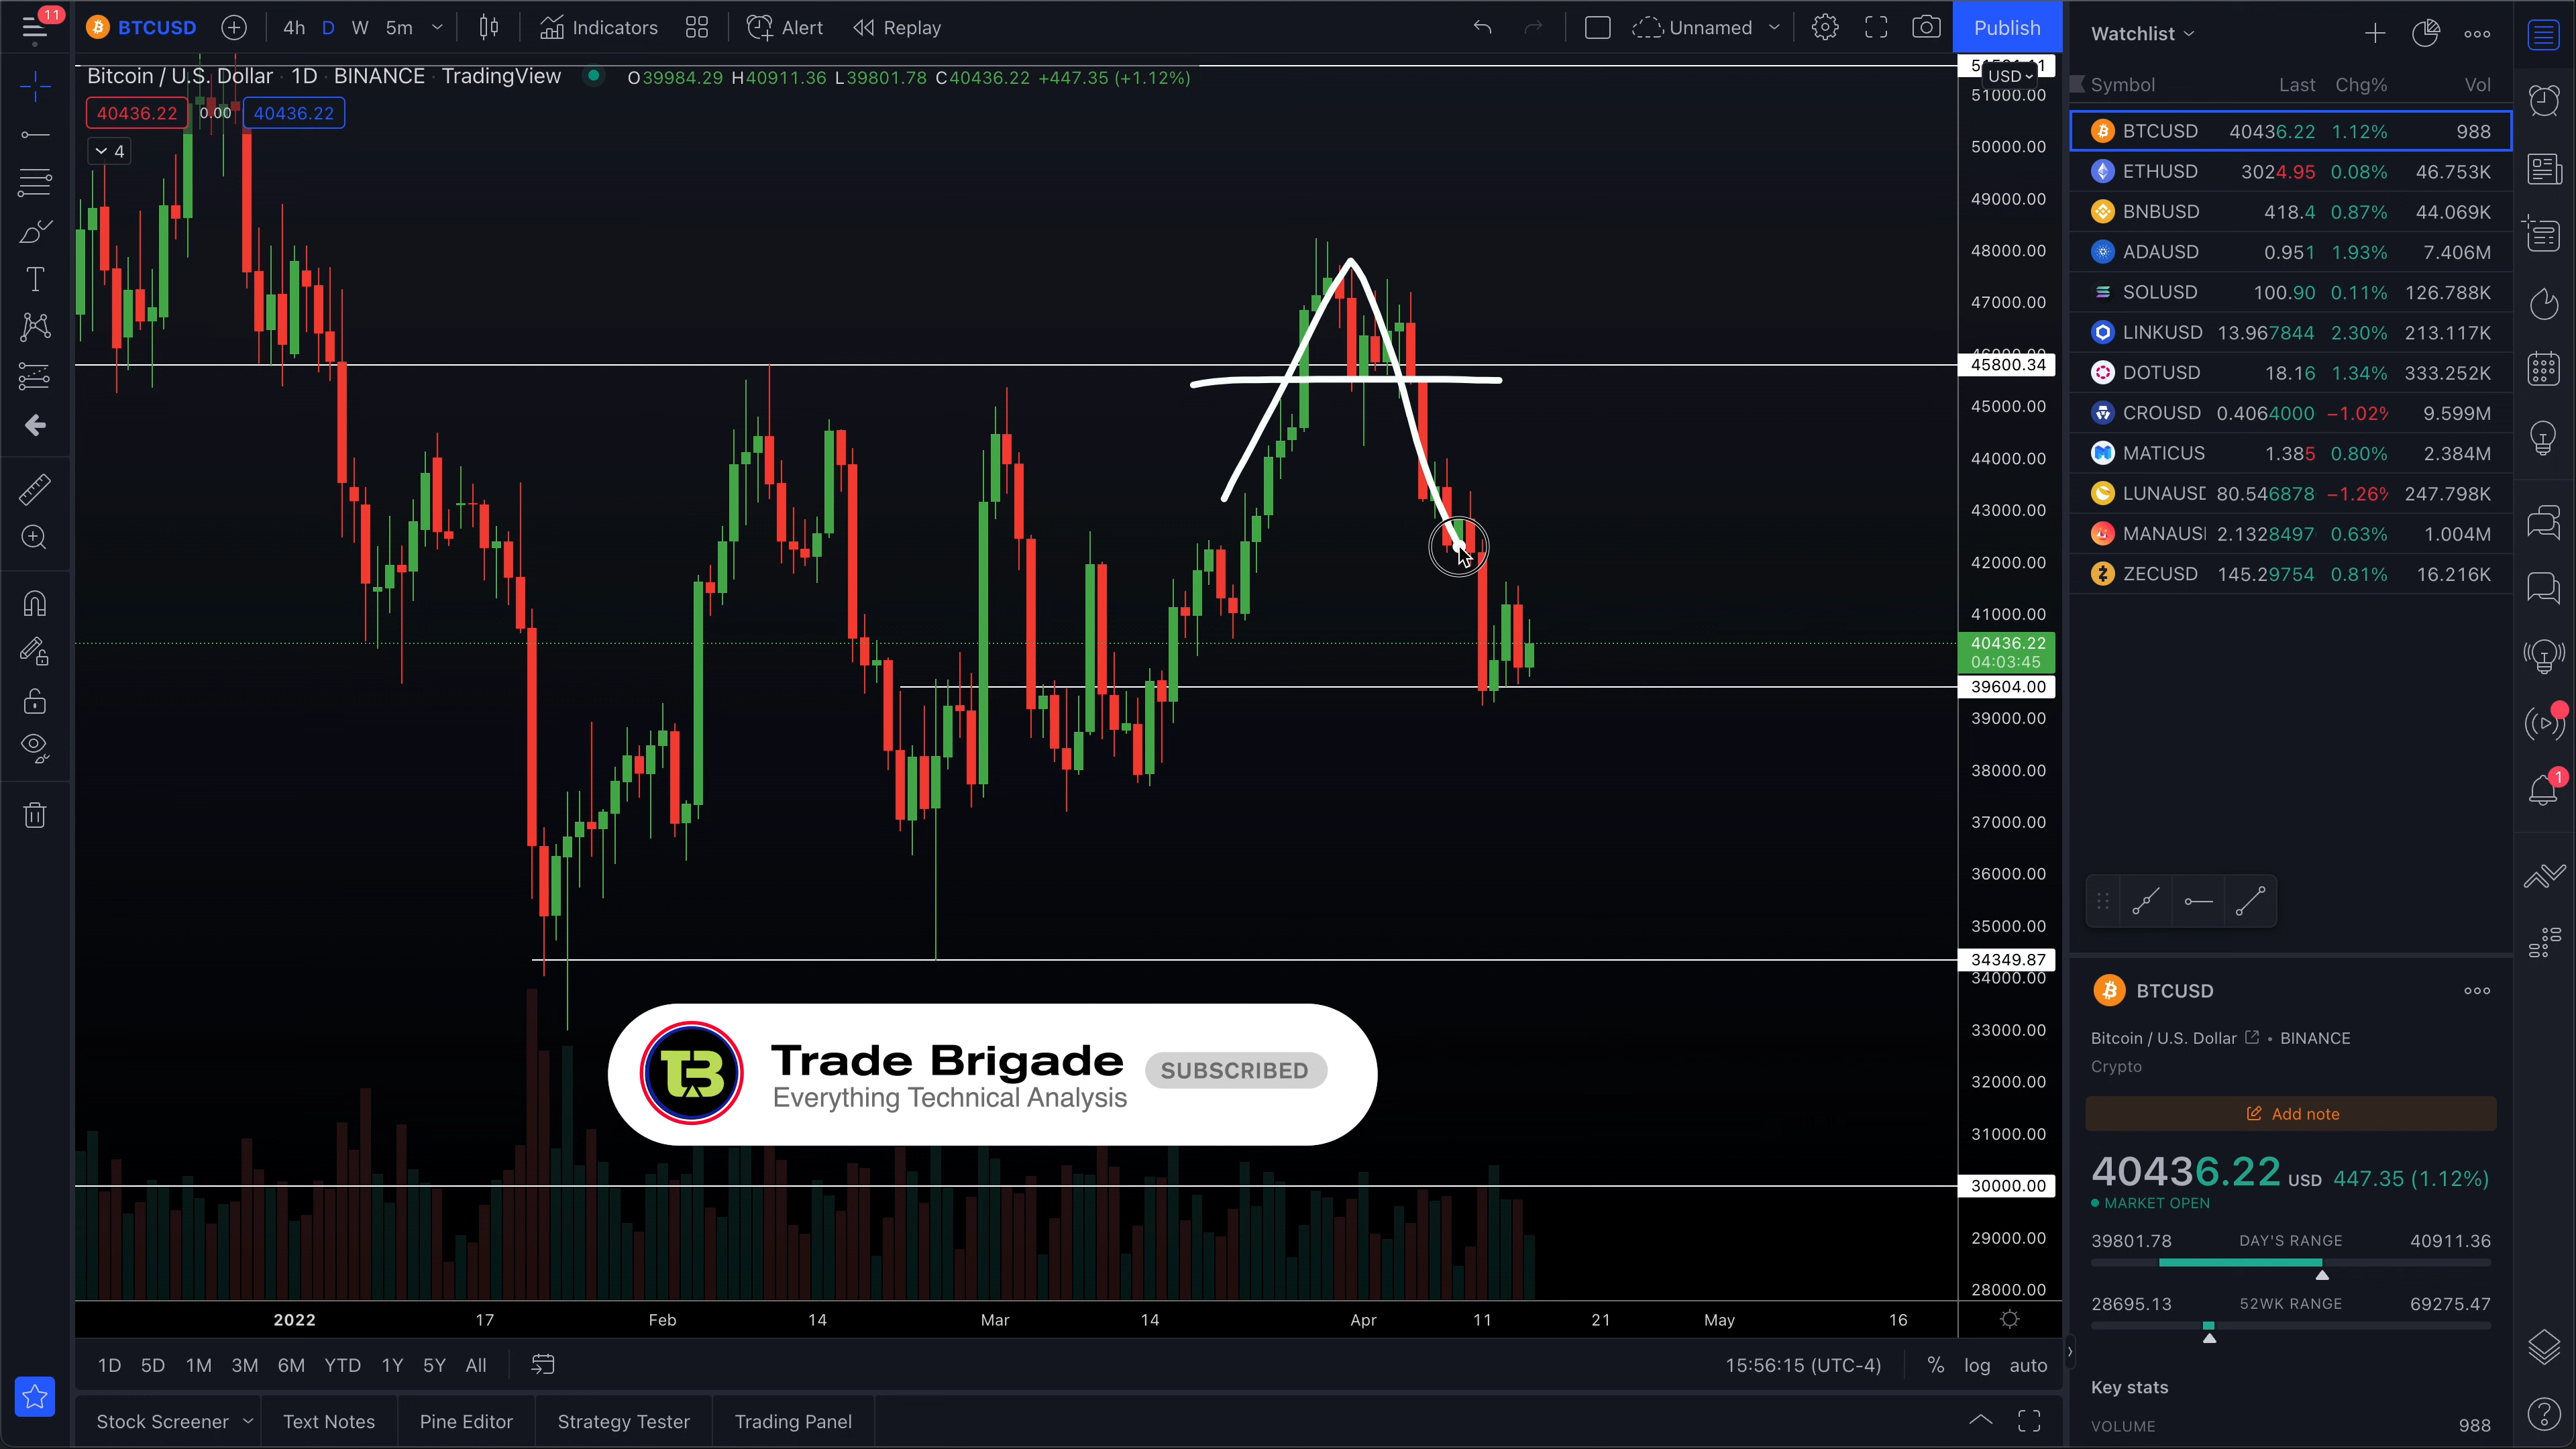 11
BTCUSD
4h D W 5m
Indicators
Alert
Replay
Unnamed
Publish
Bitcoin / U.S. Dollar · 1D · BINANCE · TradingView
O39984.29 H40911.36 L39801.78 C40436.22 +447.35 (+1.12%)
40436.22 0.00 40436.22
4
USD
51000.00
50000.00
49000.00
48000.00
47000.00
45800.34
45000.00
44000.00
43000.00
42000.00
41000.00
40436.22
04:03:45
39604.00
39000.00
38000.00
37000.00
36000.00
35000.00
34349.87
34000.00
33000.00
32000.00
31000.00
30000.00
29000.00
28000.00
Trade Brigade
SUBSCRIBED
Everything Technical Analysis
2022 17 Feb 14 Mar 14 Apr 11 21 May 16
1D 5D 1M 3M 6M YTD 1Y 5Y All
15:56:15 (UTC-4) % log auto
Stock Screener Text Notes Pine Editor Strategy Tester Trading Panel
Watchlist
Symbol Last Chg% Vol
BTCUSD 40436.22 1.12% 988
ETHUSD 3024.95 0.08% 46.753K
BNBUSD 418.4 0.87% 44.069K
ADAUSD 0.951 1.93% 7.406M
SOLUSD 100.90 0.11% 126.788K
LINKUSD 13.967844 2.30% 213.117K
DOTUSD 18.16 1.34% 333.252K
CROUSD 0.4064000 −1.02% 9.599M
MATICUS 1.385 0.80% 2.384M
LUNAUSD 80.546878 −1.26% 247.798K
MANAUSD 2.1328497 0.63% 1.004M
ZECUSD 145.29754 0.81% 16.216K
1
BTCUSD
Bitcoin / U.S. Dollar • BINANCE
Crypto
Add note
40436.22 USD 447.35 (1.12%)
MARKET OPEN
39801.78 DAY'S RANGE 40911.36
28695.13 52WK RANGE 69275.47
Key stats
VOLUME 988